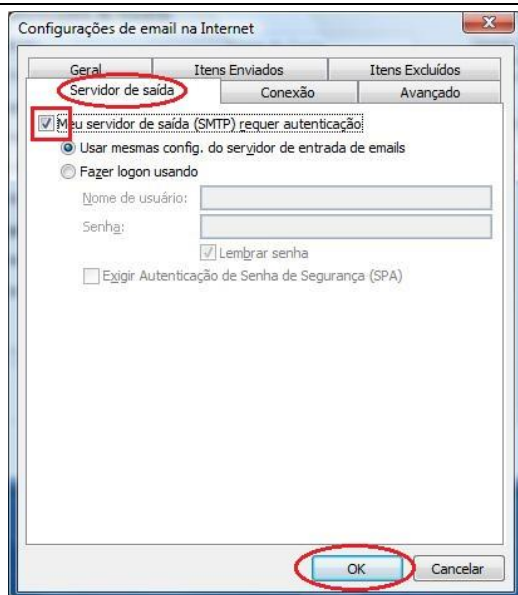 Configurações de email na Internet
Geral Itens Enviados Itens Excluídos
Servidor de saída Conexão Avançado
Meu servidor de saída (SMTP) requer autenticação
Usar mesmas config. do servidor de entrada de emails
Fazer logon usando
Nome de usuário:
Senha:
Lembrar senha
Exigir Autenticação de Senha de Segurança (SPA)
OK Cancelar